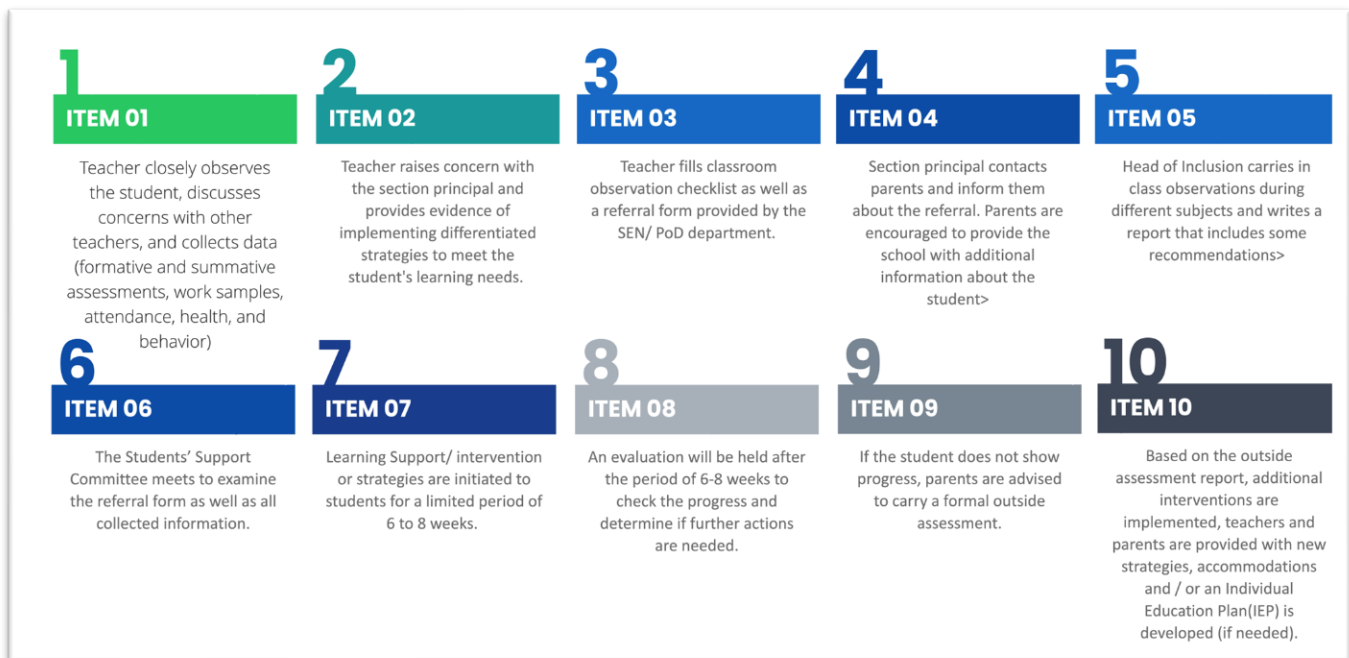 1
ITEM 01
Teacher closely observes
the student, discusses
concerns with other
teachers, and collects data
(formative and summative
assessments, work samples,
attendance, health, and
behavior)
2
ITEM 02
Teacher raises concern with
the section principal and
provides evidence of
implementing differentiated
strategies to meet the
student's learning needs.
3
ITEM 03
Teacher fills classroom
observation checklist as well as
a referral form provided by the
SEN/ PoD department.
4
ITEM 04
Section principal contacts
parents and inform them
about the referral. Parents are
encouraged to provide the
school with additional
information about the
student>
5
ITEM 05
Head of Inclusion carries in
class observations during
different subjects and writes a
report that includes some
recommendations>
6
ITEM 06
The Students’ Support
Committee meets to examine
the referral form as well as all
collected information.
7
ITEM 07
Learning Support/ intervention
or strategies are initiated to
students for a limited period of
6 to 8 weeks.
8
ITEM 08
An evaluation will be held after
the period of 6-8 weeks to
check the progress and
determine if further actions
are needed.
9
ITEM 09
If the student does not show
progress, parents are advised
to carry a formal outside
assessment.
10
ITEM 10
Based on the outside
assessment report, additional
interventions are
implemented, teachers and
parents are provided with new
strategies, accommodations
and / or an Individual
Education Plan(IEP) is
developed (if needed).